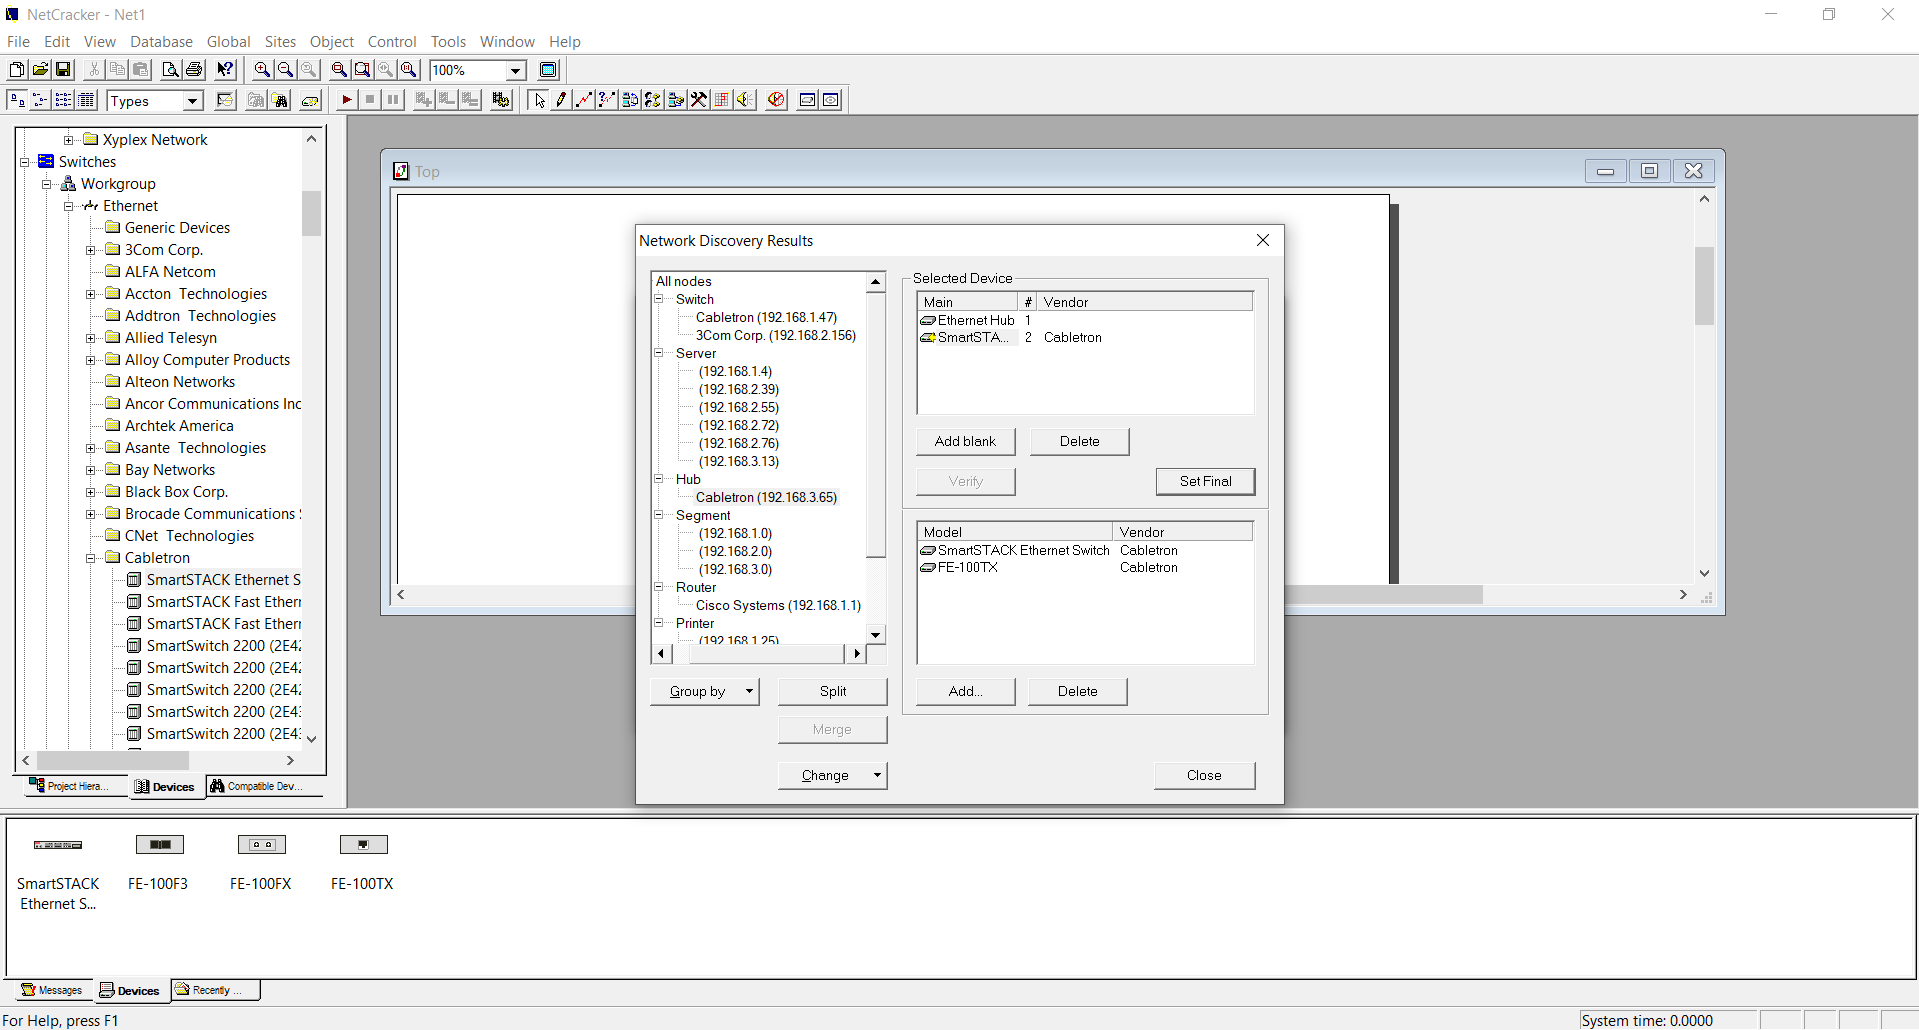 NetCracker - Net1
File Edit View Database Global Sites Object Control Tools Window Help
100%
Types
Xyplex Network
Switches
Workgroup
Ethernet
Generic Devices
3Com Corp.
ALFA Netcom
Accton Technologies
Addtron Technologies
Allied Telesyn
Alloy Computer Products
Alteon Networks
Ancor Communications Inc
Archtek America
Asante Technologies
Bay Networks
Black Box Corp.
Brocade Communications
CNet Technologies
Cabletron
SmartSTACK Ethernet S
SmartSTACK Fast Ether
SmartSTACK Fast Ether
SmartSwitch 2200 (2E42
SmartSwitch 2200 (2E42
SmartSwitch 2200 (2E42
SmartSwitch 2200 (2E43
SmartSwitch 2200 (2E43
Project Hiera...
Devices
Compatible Dev...
Top
Network Discovery Results
All nodes
Switch
Cabletron (192.168.1.47)
3Com Corp. (192.168.2.156)
Server
(192.168.1.4)
(192.168.2.39)
(192.168.2.55)
(192.168.2.72)
(192.168.2.76)
(192.168.3.13)
Hub
Cabletron (192.168.3.65)
Segment
(192.168.1.0)
(192.168.2.0)
(192.168.3.0)
Router
Cisco Systems (192.168.1.1)
Printer
(192.168.1.25)
Group by
Split
Merge
Change
Selected Device
Main # Vendor
Ethernet Hub 1
SmartSTA... 2 Cabletron
Add blank
Delete
Verify
Set Final
Model Vendor
SmartSTACK Ethernet Switch Cabletron
FE-100TX Cabletron
Add...
Delete
Close
SmartSTACK Ethernet S...
FE-100F3
FE-100FX
FE-100TX
Messages
Devices
Recently ...
For Help, press F1
System time: 0.0000